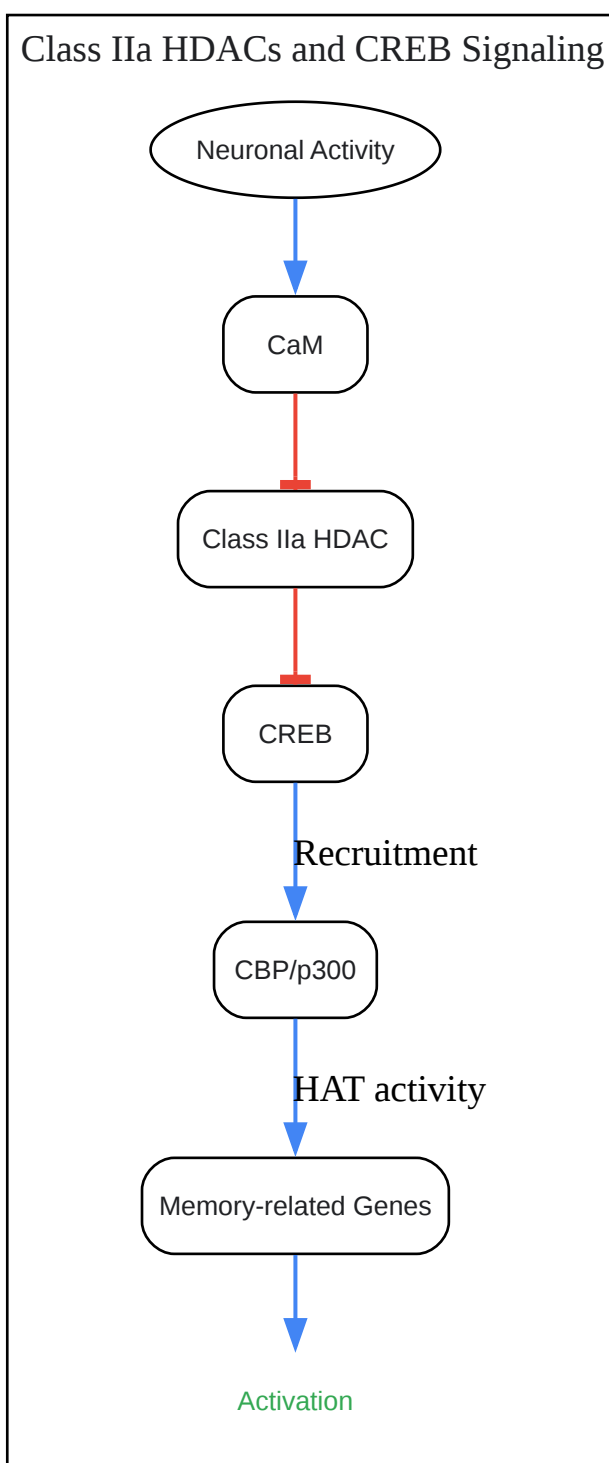 Class IIa HDACs and CREB Signaling
Neuronal Activity
CaM
Class IIa HDAC
CREB
Recruitment
CBP/p300
HAT activity
Memory-related Genes
Activation